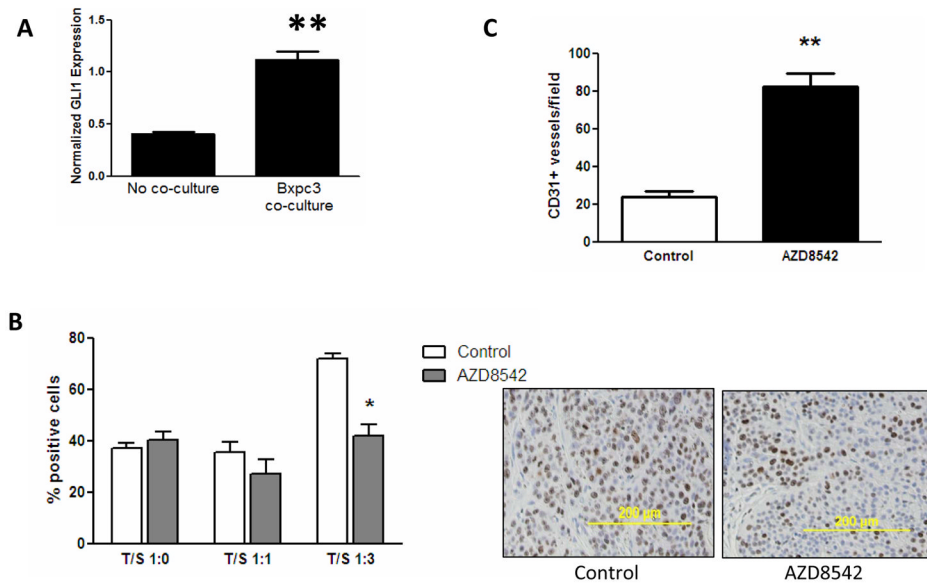 A
Normalized GLI1 Expression
1.5
1.0
0.5
0.0
**
No co-culture
Bxpc3
co-culture
C
CD31+ vessels/field
100
80
60
40
20
0
**
Control
AZD8542
B
% positive cells
80
60
40
20
0
*
T/S 1:0
T/S 1:1
T/S 1:3
Control
AZD8542
200 µm
200 µm
Control
AZD8542